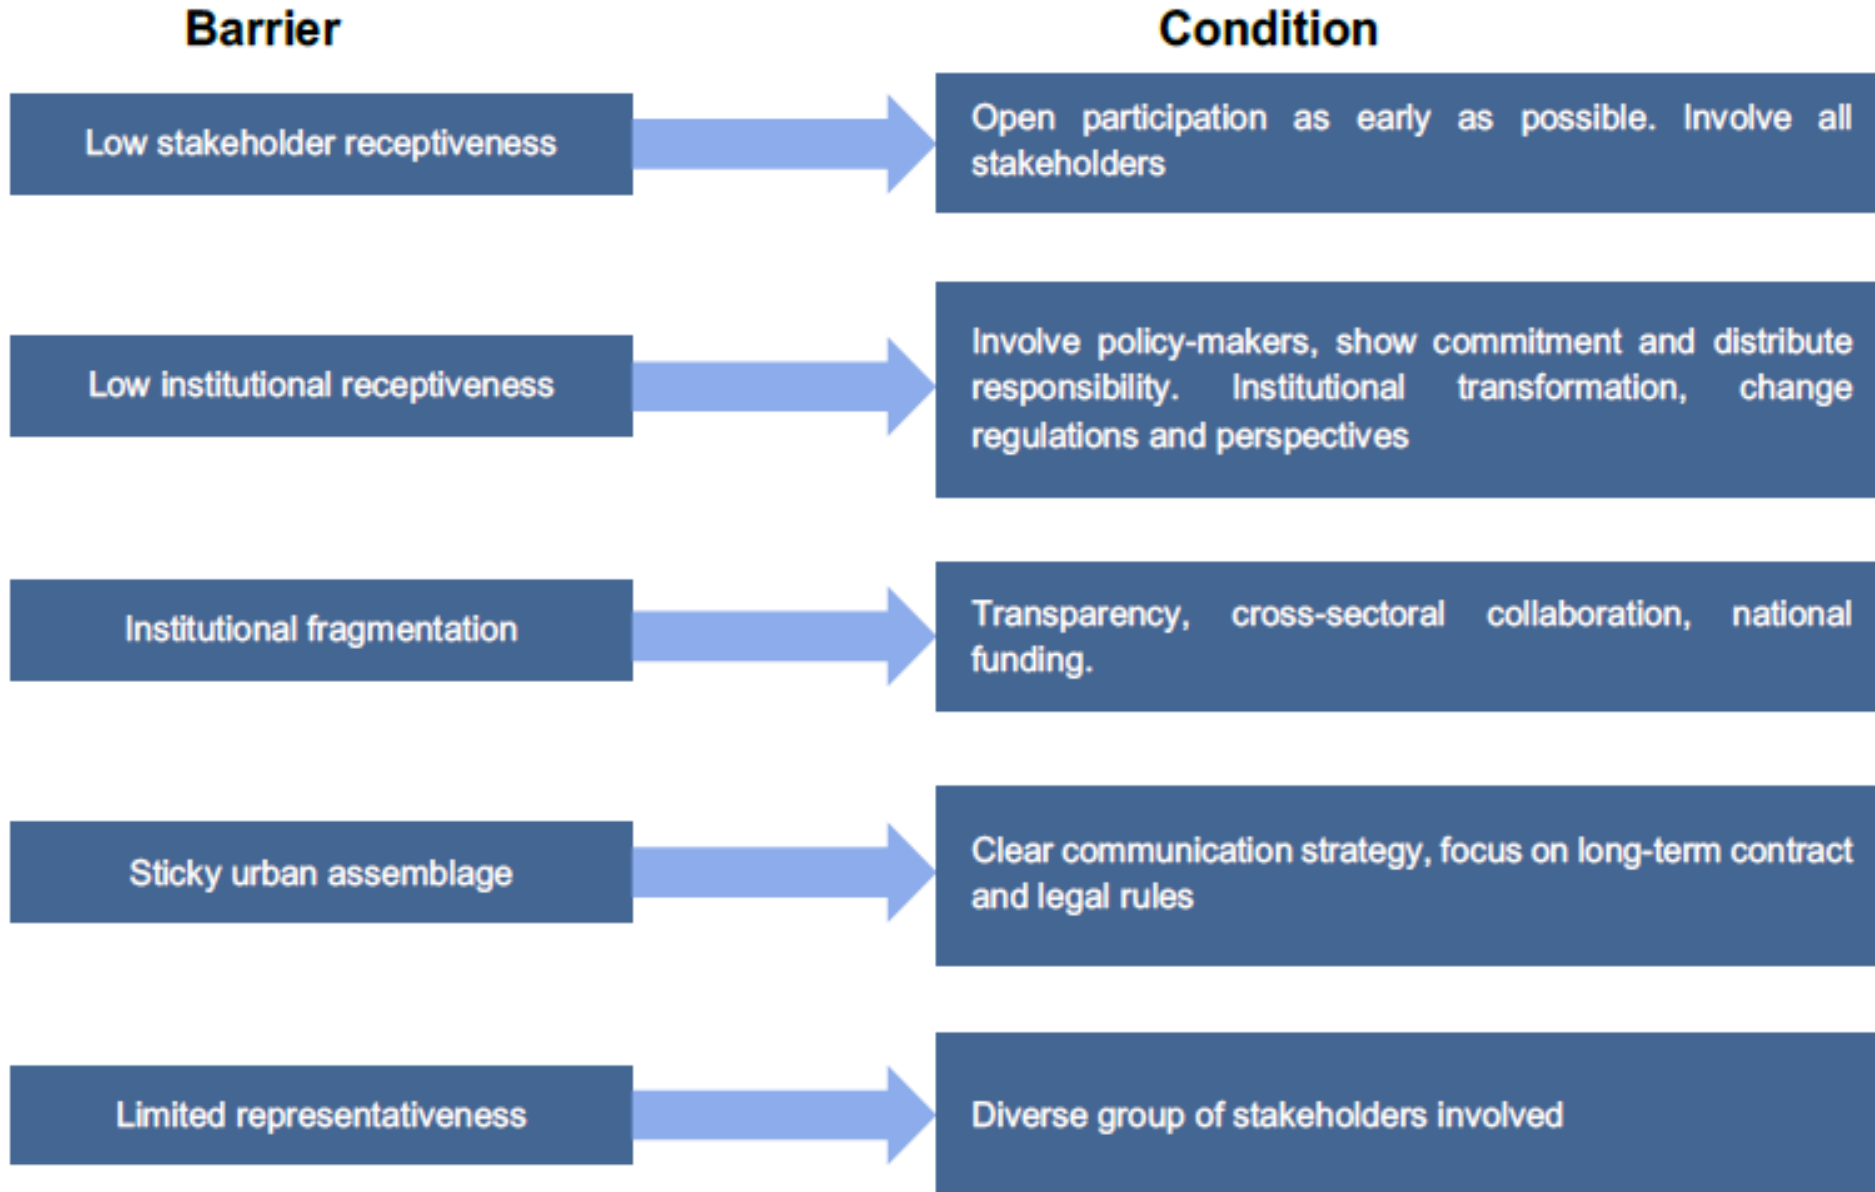 Barrier
Condition
Low stakeholder receptiveness
Open participation as early as possible. Involve all
stakeholders
Low institutional receptiveness
Involve policy-makers, show commitment and distribute
responsibility. Institutional transformation, change
regulations and perspectives
Institutional fragmentation
Transparency, cross-sectoral collaboration, national
funding.
Sticky urban assemblage
Clear communication strategy, focus on long-term contract
and legal rules
Limited representativeness
Diverse group of stakeholders involved